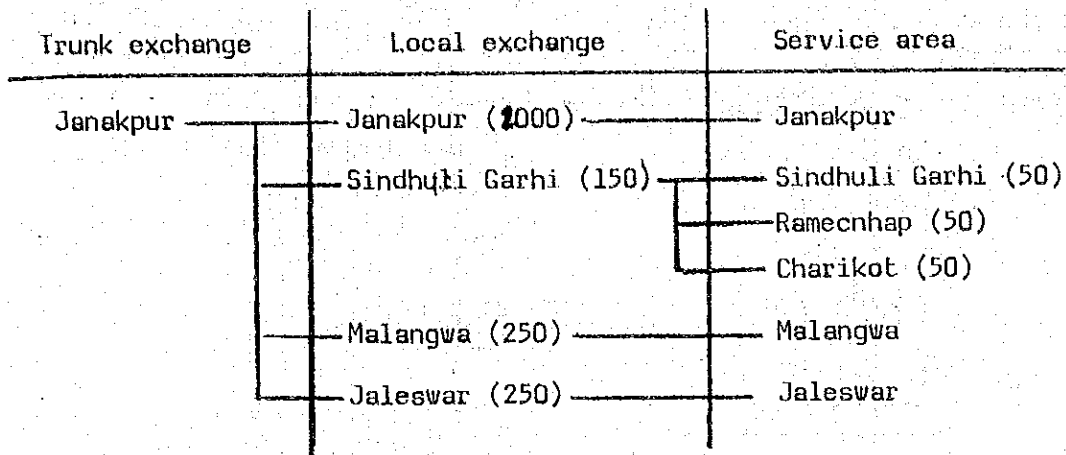 Trunk exchange Local exchange Service area
Janakpur Janakpur (1000) Janakpur
Sindhuli Garhi (150) Sindhuli Garhi (50)
Ramecnhap (50)
Charikot (50)
Malangwa (250) Malangwa
Jaleswar (250) Jaleswar